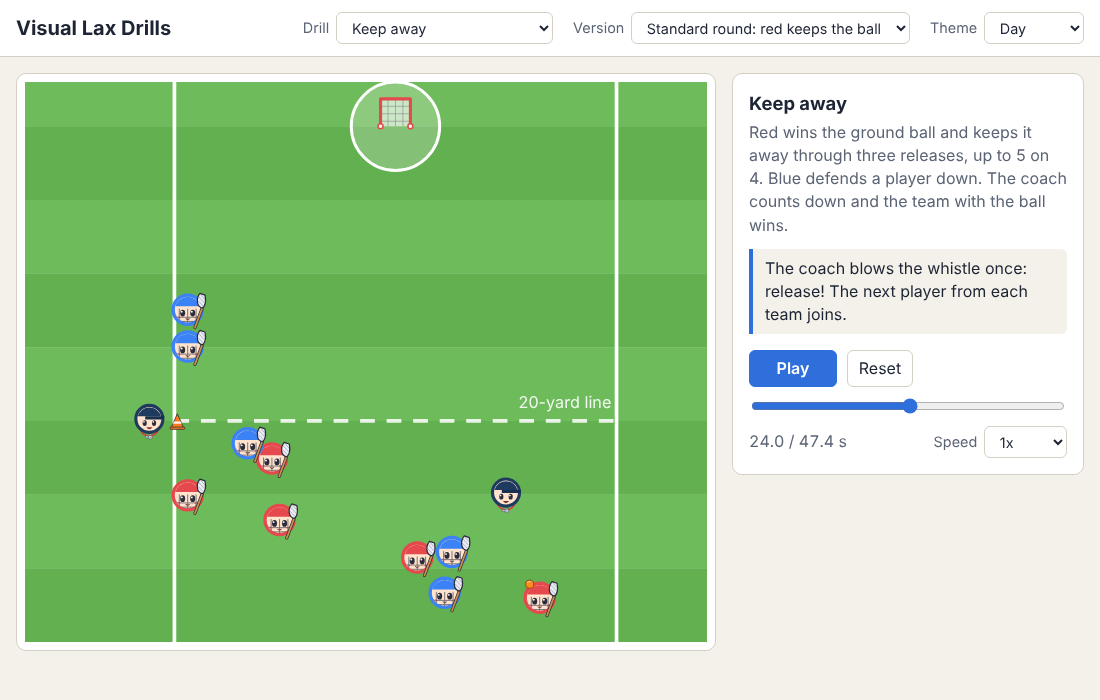 Visual Lax Drills
Drill Keep away Version Standard round: red keeps the ball Theme Day
20-yard line
Keep away
Red wins the ground ball and keeps it
away through three releases, up to 5 on
4. Blue defends a player down. The coach
counts down and the team with the ball
wins.
The coach blows the whistle once:
release! The next player from each
team joins.
Play Reset
24.0 / 47.4 s Speed 1x